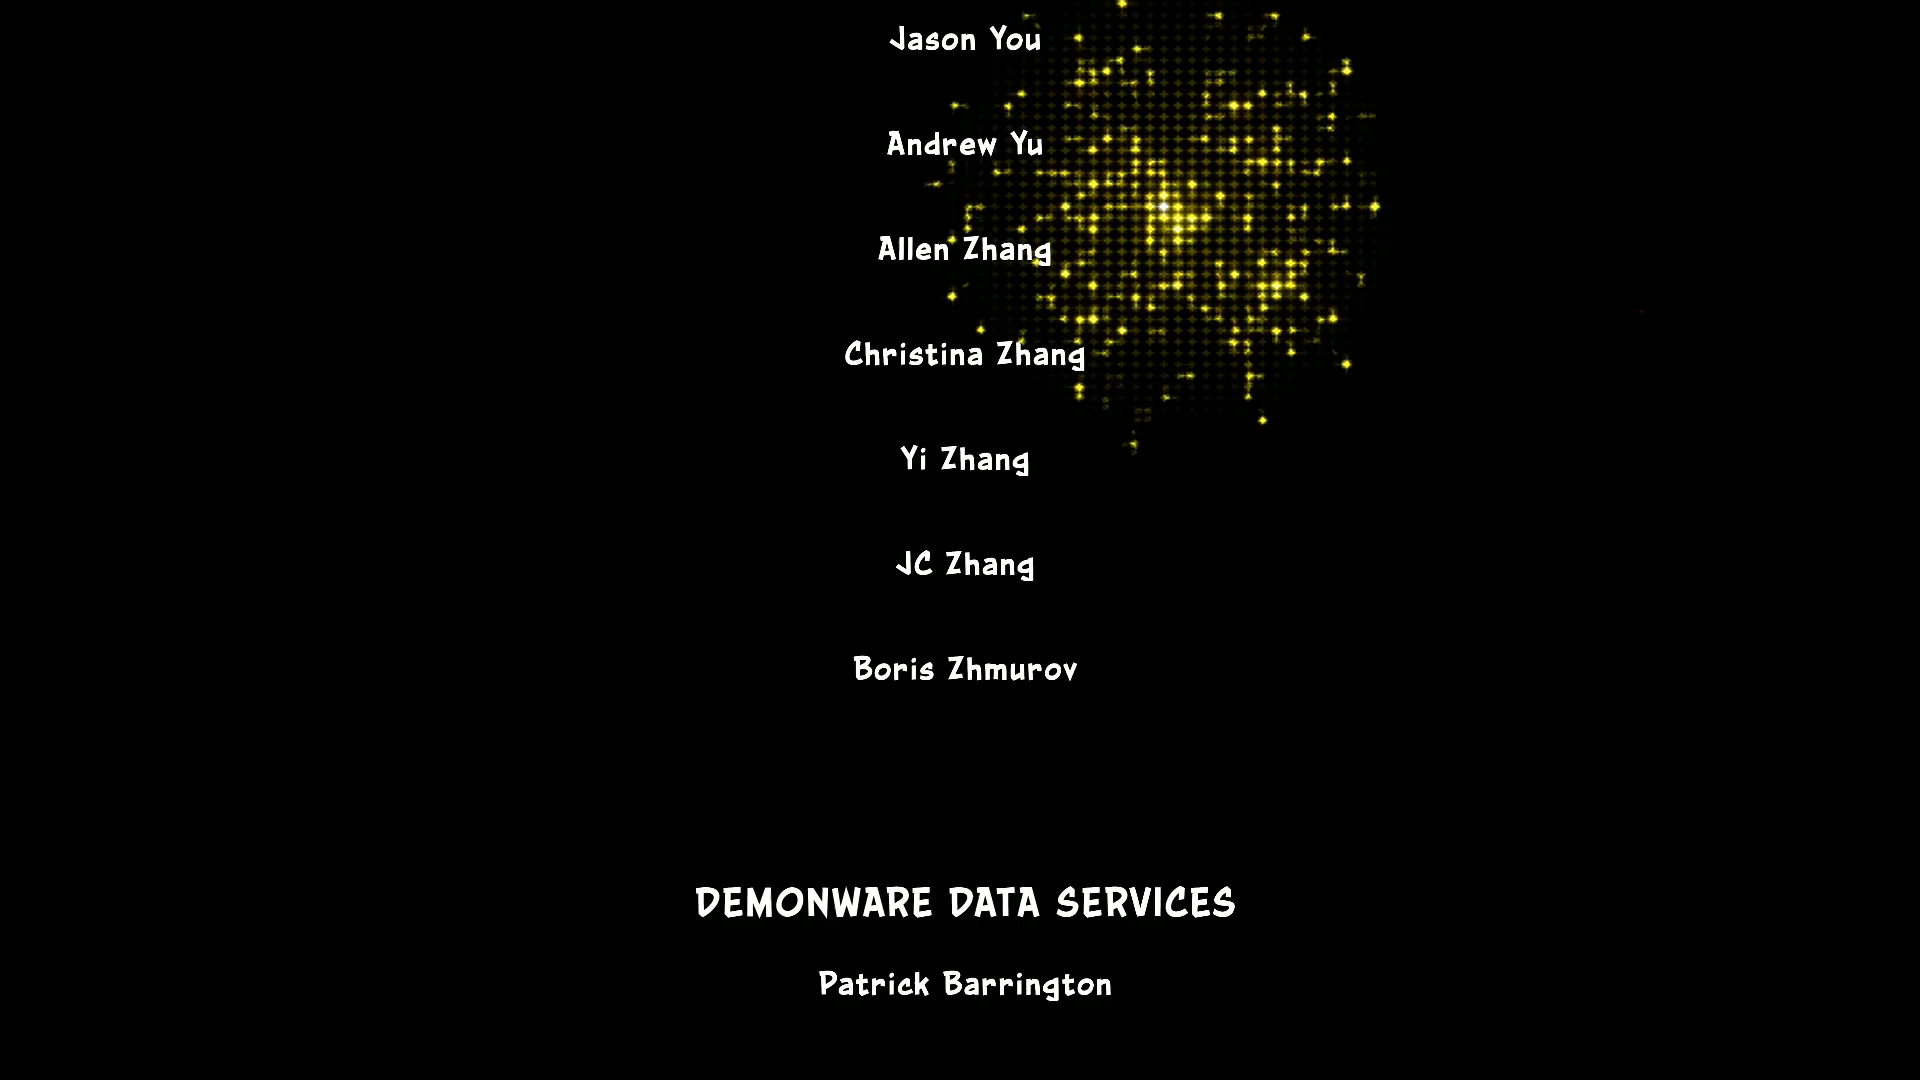 Jason You
Andrew Yu
Allen Zhang
Christina Zhang
Yi Zhang
JC Zhang
Boris Zhmurov
DEMONWARE DATA SERVICES
Patrick Barrington